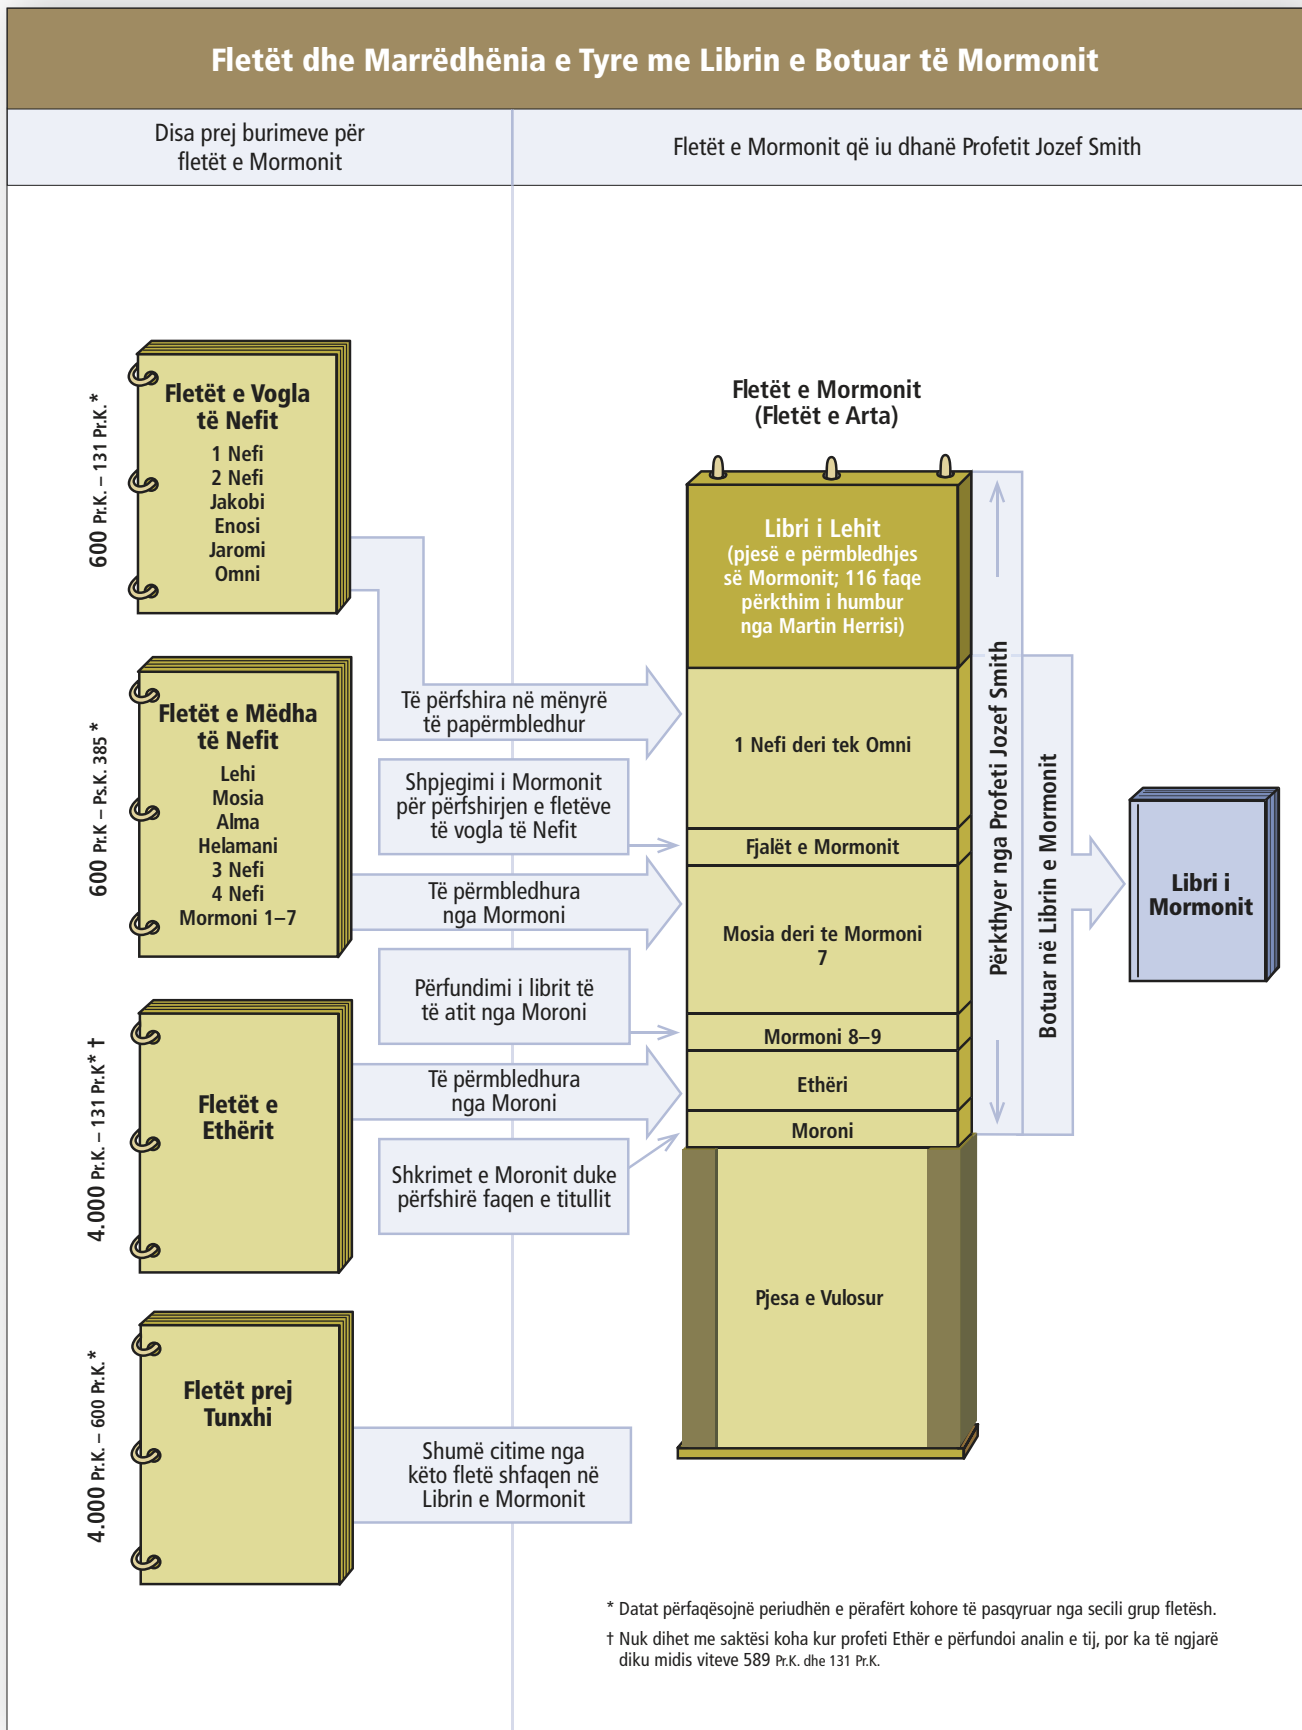 Fletët dhe Marrëdhënia e Tyre me Librin e Botuar të Mormonit
Disa prej burimeve për
fletët e Mormonit
Fletët e Mormonit që iu dhanë Profetit Jozef Smith
600 Pr.K. – 131 Pr.K.*
Fletët e Vogla
të Nefit
1 Nefi
2 Nefi
Jakobi
Enosi
Jaromi
Omni
600 Pr.K – Ps.K. 385 *
Fletët e Mëdha
të Nefit
Lehi
Mosia
Alma
Helamani
3 Nefi
4 Nefi
Mormoni 1–7
4.000 Pr.K. – 131 Pr.K* †
Fletët e
Ethërit
4.000 Pr.K. – 600 Pr.K.*
Fletët prej
Tunxhi
Të përfshira në mënyrë
të papërmbledhur
Shpjegimi i Mormonit
për përfshirjen e fletëve
të vogla të Nefit
Të përmbledhura
nga Mormoni
Përfundimi i librit të
të atit nga Moroni
Të përmbledhura
nga Moroni
Shkrimet e Moronit duke
përfshirë faqen e titullit
Shumë citime nga
këto fletë shfaqen në
Librin e Mormonit
Fletët e Mormonit
(Fletët e Arta)
Libri i Lehit
(pjesë e përmbledhjes
së Mormonit; 116 faqe
përkthim i humbur
nga Martin Herrisi)
1 Nefi deri tek Omni
Fjalët e Mormonit
Mosia deri te Mormoni
7
Mormoni 8–9
Ethëri
Moroni
Pjesa e Vulosur
Përkthyer nga Profeti Jozef Smith
Botuar në Librin e Mormonit
Libri i
Mormonit
* Datat përfaqësojnë periudhën e përafërt kohore të pasqyruar nga secili grup fletësh.
† Nuk dihet me saktësi koha kur profeti Ethër e përfundoi analin e tij, por ka të ngjarë
diku midis viteve 589 Pr.K. dhe 131 Pr.K.